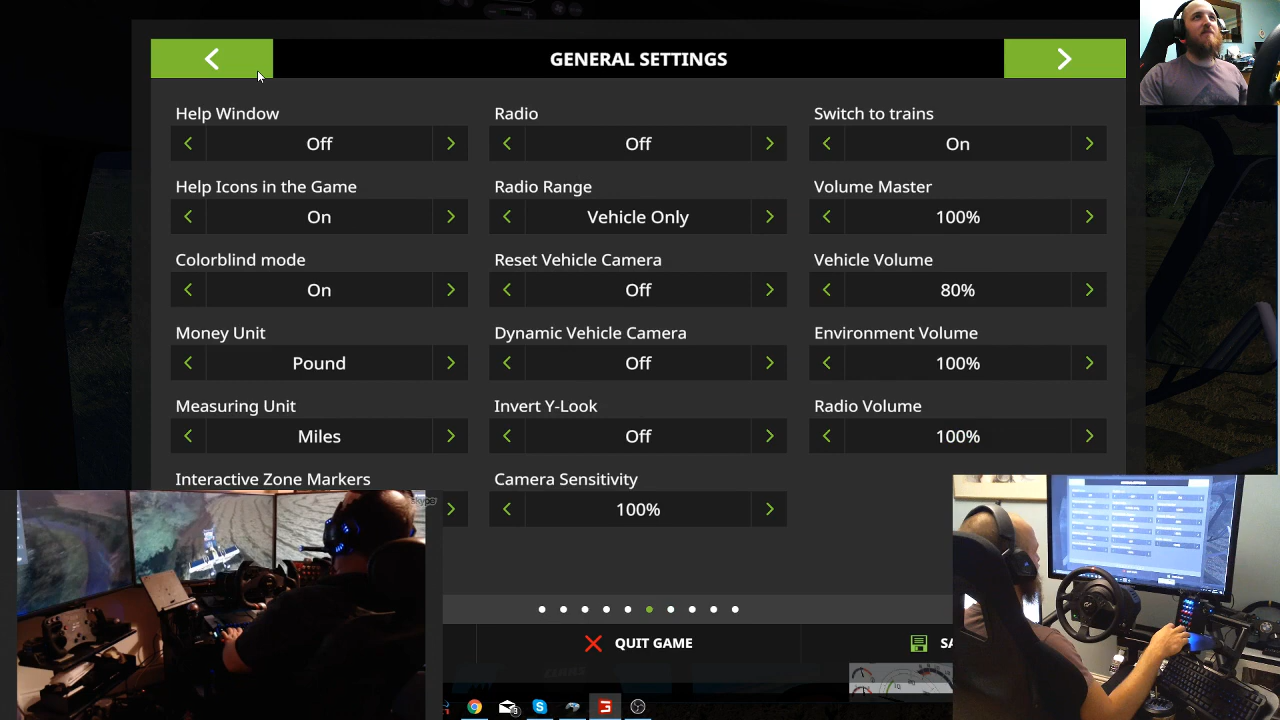 GENERAL SETTINGS
Help Window
Off
Radio
Off
Switch to trains
On
Help Icons in the Game
On
Radio Range
Vehicle Only
Volume Master
100%
Colorblind mode
On
Reset Vehicle Camera
Off
Vehicle Volume
80%
Money Unit
Pound
Dynamic Vehicle Camera
Off
Environment Volume
100%
Measuring Unit
Miles
Invert Y-Look
Off
Radio Volume
100%
Interactive Zone Markers
Camera Sensitivity
100%
QUIT GAME
SA